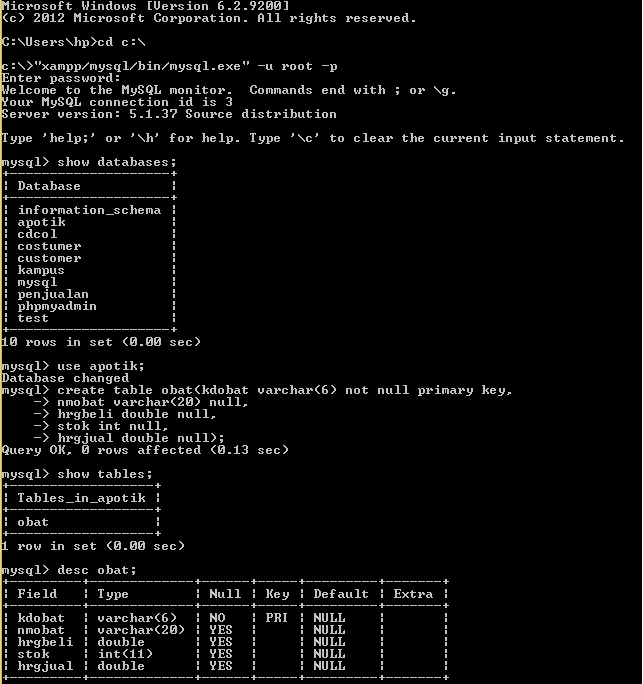 Microsoft Windows [Version 6.2.9200]
(c) 2012 Microsoft Corporation. All rights reserved.
C:\Users\hp>cd c:\
c:\>"xampp/mysql/bin/mysql.exe" -u root -p
Enter password:
Welcome to the MySQL monitor.  Commands end with ; or \g.
Your MySQL connection id is 3
Server version: 5.1.37 Source distribution
Type 'help;' or '\h' for help. Type '\c' to clear the current input statement.
mysql> show databases;
+--------------------+
| Database           |
+--------------------+
| information_schema |
| apotik             |
| cdcol              |
| costumer           |
| customer           |
| kampus             |
| mysql              |
| penjualan          |
| phpmyadmin         |
| test               |
+--------------------+
10 rows in set (0.00 sec)
mysql> use apotik;
Database changed
mysql> create table obat(kdobat varchar(6) not null primary key,
    -> nmobat varchar(20) null,
    -> hrgbeli double null,
    -> stok int null,
    -> hrgjual double null);
Query OK, 0 rows affected (0.13 sec)
mysql> show tables;
+------------------+
| Tables_in_apotik |
+------------------+
| obat             |
+------------------+
1 row in set (0.00 sec)
mysql> desc obat;
+---------+-------------+------+-----+---------+-------+
| Field   | Type        | Null | Key | Default | Extra |
+---------+-------------+------+-----+---------+-------+
| kdobat  | varchar(6)  | NO   | PRI | NULL    |       |
| nmobat  | varchar(20) | YES  |     | NULL    |       |
| hrgbeli | double      | YES  |     | NULL    |       |
| stok    | int(11)     | YES  |     | NULL    |       |
| hrgjual | double      | YES  |     | NULL    |       |
+---------+-------------+------+-----+---------+-------+